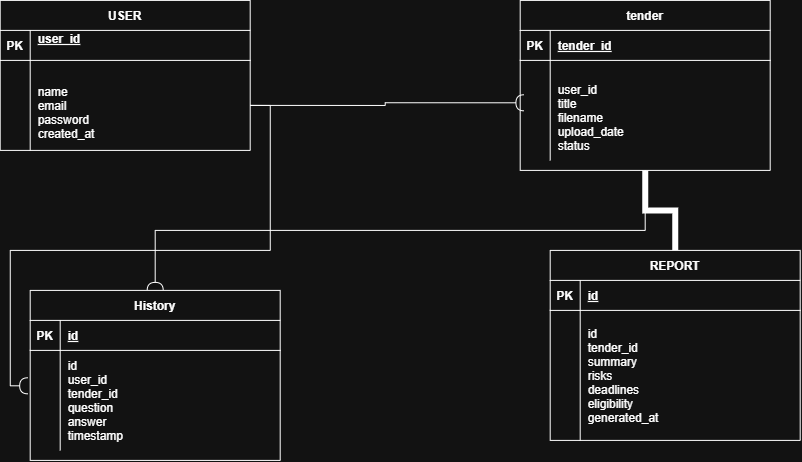 USER
PK user_id
name
email
password
created_at
tender
PK tender_id
user_id
title
filename
upload_date
status
History
PK id
id
user_id
tender_id
question
answer
timestamp
REPORT
PK id
id
tender_id
summary
risks
deadlines
eligibility
generated_at